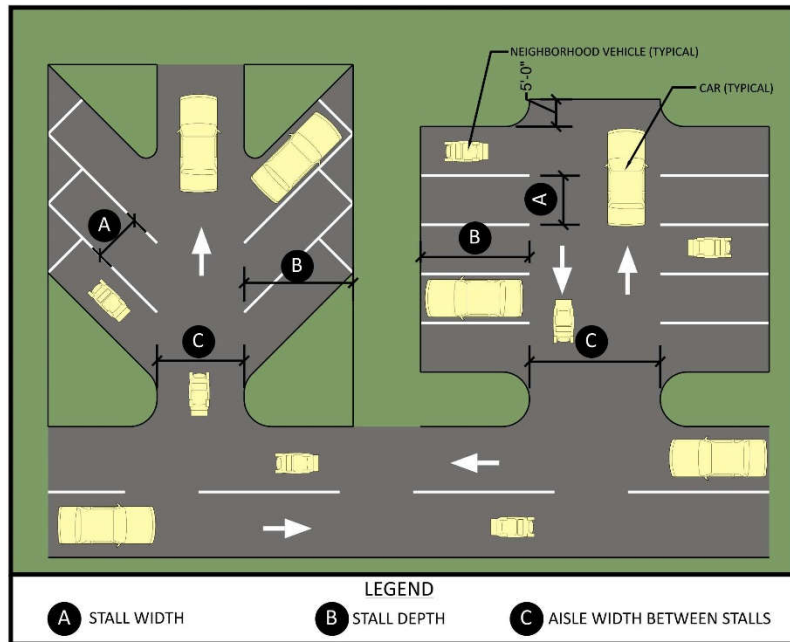 NEIGHBORHOOD VEHICLE (TYPICAL)
5'-0"
CAR (TYPICAL)
A
A
B
B
C
C
LEGEND
A STALL WIDTH
B STALL DEPTH
C AISLE WIDTH BETWEEN STALLS